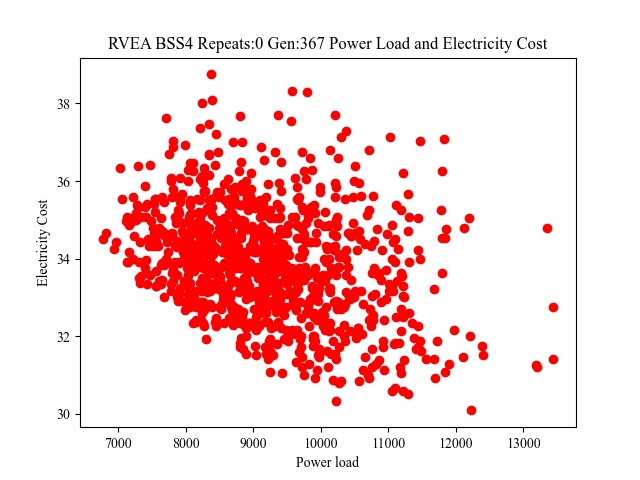 RVEA BSS4 Repeats:0 Gen:367 Power Load and Electricity Cost
38
36
34
32
30
Electricity Cost
7000 8000 9000 10000 11000 12000 13000
Power load